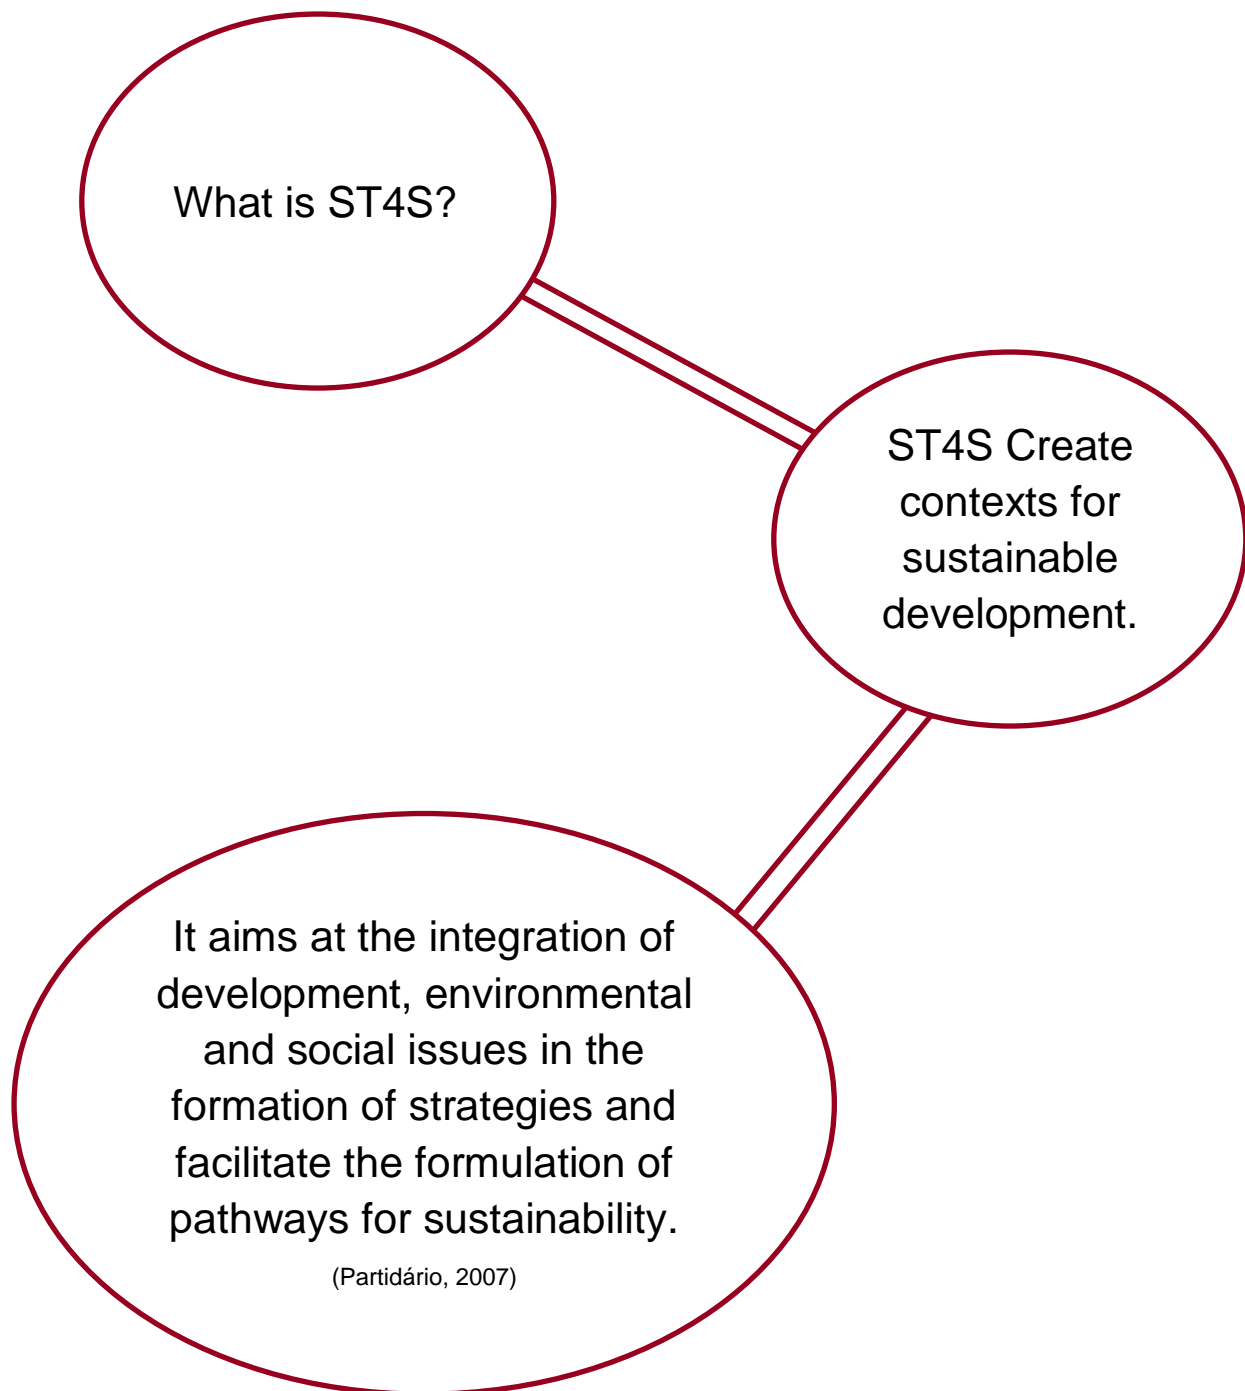 What is ST4S?
ST4S Create
contexts for
sustainable
development.
It aims at the integration of
development, environmental
and social issues in the
formation of strategies and
facilitate the formulation of
pathways for sustainability.
(Partidário, 2007)